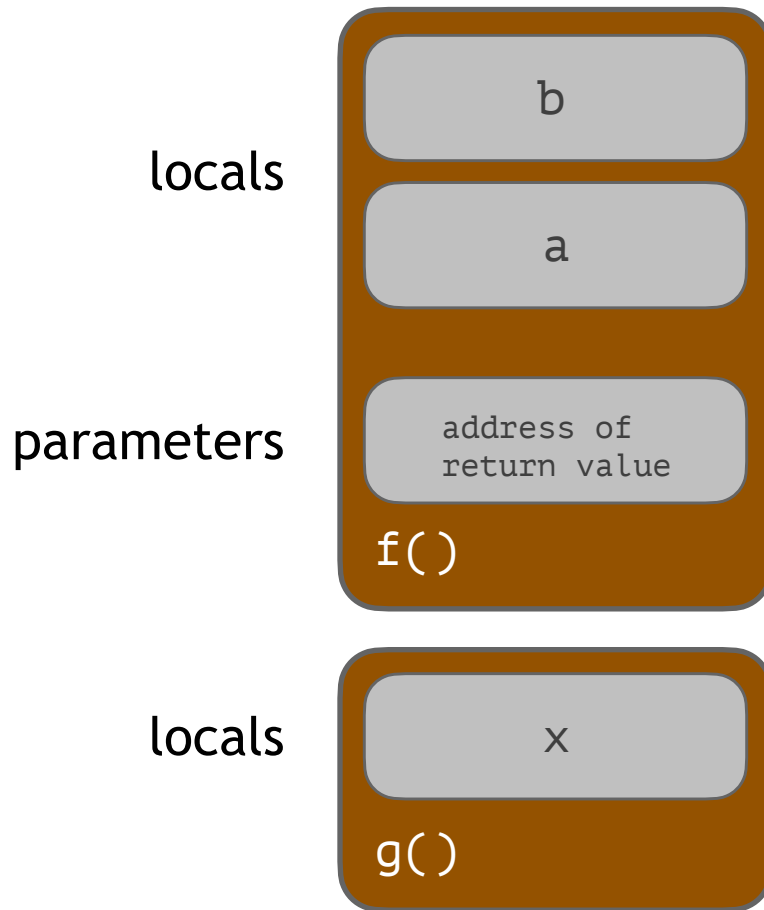 b
locals
a
parameters
address of
return value
f()
locals
x
g()